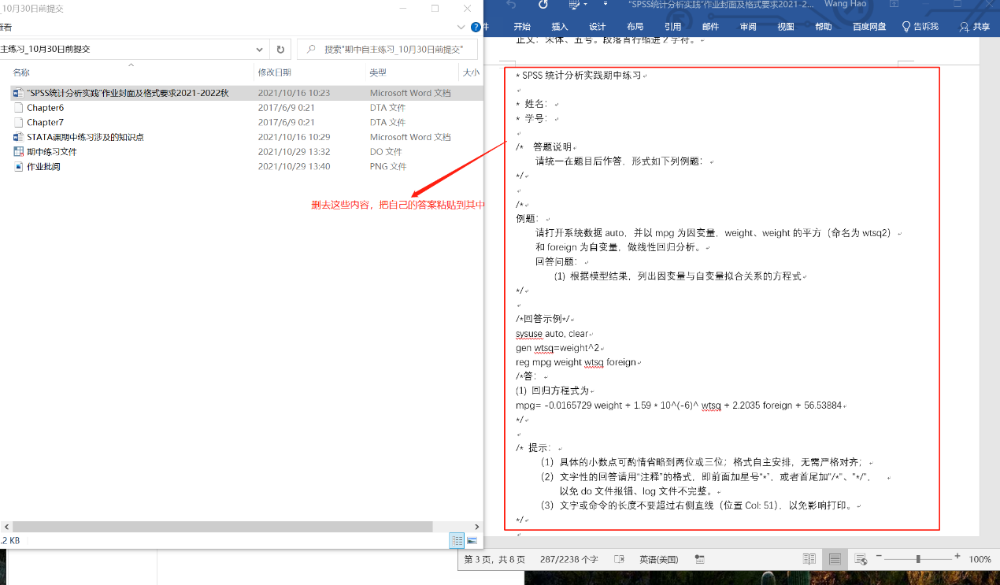 _10月30日前提交
查看
主练习_10月30日前提交
搜索"期中自主练习_10月30日前提交"
名称 修改日期 类型 大小
"SPSS统计分析实践"作业封面及格式要求2021-2022秋 2021/10/16 10:23 Microsoft Word 文档
Chapter6 2017/6/9 0:21 DTA 文件
Chapter7 2017/6/9 0:21 DTA 文件
STATA课期中练习涉及的知识点 2021/10/16 10:29 Microsoft Word 文档
期中练习文件 2021/10/29 13:32 DO 文件
作业批阅 2021/10/29 13:40 PNG 文件
删去这些内容，把自己的答案粘贴到其中
.2 KB
"SPSS统计分析实践"作业封面及格式要求2021-2... Wang Hao
件 开始 插入 设计 布局 引用 邮件 审阅 视图 帮助 百度网盘 告诉我 共享
正文：宋体、五号。段落首行缩进 2 字符。
* SPSS 统计分析实践期中练习
* 姓名：
* 学号：
/* 答题说明
请统一在题目后作答，形式如下列例题：
*/
/*
例题：
请打开系统数据 auto，并以 mpg 为因变量，weight、weight 的平方（命名为 wtsq2）
和 foreign 为自变量，做线性回归分析。
回答问题：
(1) 根据模型结果，列出因变量与自变量拟合关系的方程式
*/
/*回答示例*/
sysuse auto, clear
gen wtsq=weight^2
reg mpg weight wtsq foreign
/*答：
(1) 回归方程式为
mpg= -0.0165729 weight + 1.59 * 10^(-6)^ wtsq + 2.2035 foreign + 56.53884
*/
/* 提示：
（1）具体的小数点可酌情省略到两位或三位；格式自主安排，无需严格对齐；
（2）文字性的回答请用"注释"的格式，即前面加星号"*"，或者首尾加"/*"、"*/"，
以免 do 文件报错、log 文件不完整。
（3）文字或命令的长度不要超过右侧直线（位置 Col: 51），以免影响打印。
*/
第 3 页，共 8 页 287/2238 个字 英语(美国) 100%